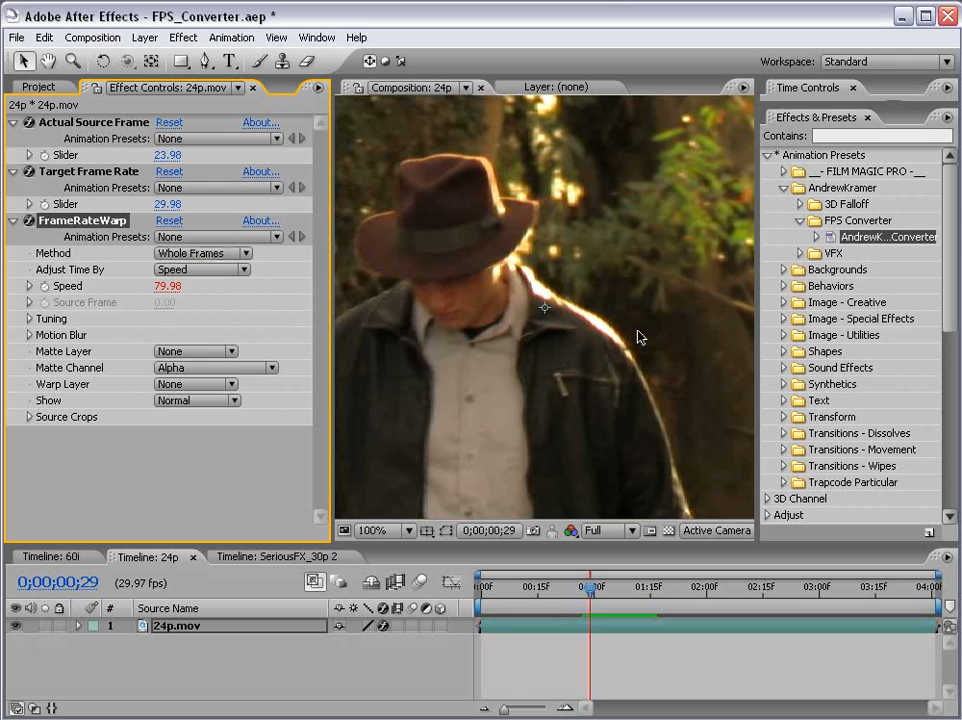 Adobe After Effects - FPS_Converter.aep *
File Edit Composition Layer Effect Animation View Window Help
Workspace: Standard
Project Effect Controls: 24p.mov
24p * 24p.mov
Actual Source Frame Reset About...
Animation Presets: None
Slider 23.98
Target Frame Rate Reset About...
Animation Presets: None
Slider 29.98
FrameRateWarp Reset About...
Animation Presets: None
Method Whole Frames
Adjust Time By Speed
Speed 79.98
Source Frame 0.00
Tuning
Motion Blur
Matte Layer None
Matte Channel Alpha
Warp Layer None
Show Normal
Source Crops
Composition: 24p Layer: (none)
100% 0;00;00;29 Full Active Camera
Time Controls
Effects & Presets
Contains:
* Animation Presets
__- FILM MAGIC PRO -__
AndrewKramer
3D Falloff
FPS Converter
AndrewK...Converter
VFX
Backgrounds
Behaviors
Image - Creative
Image - Special Effects
Image - Utilities
Shapes
Sound Effects
Synthetics
Text
Transform
Transitions - Dissolves
Transitions - Movement
Transitions - Wipes
Trapcode Particular
3D Channel
Adjust
Timeline: 60i Timeline: 24p Timeline: SeriousFX_30p 2
0;00;00;29 (29.97 fps)
00:15F 01:15F 02:00F 02:15F 03:00F 03:15F
# Source Name
1 24p.mov